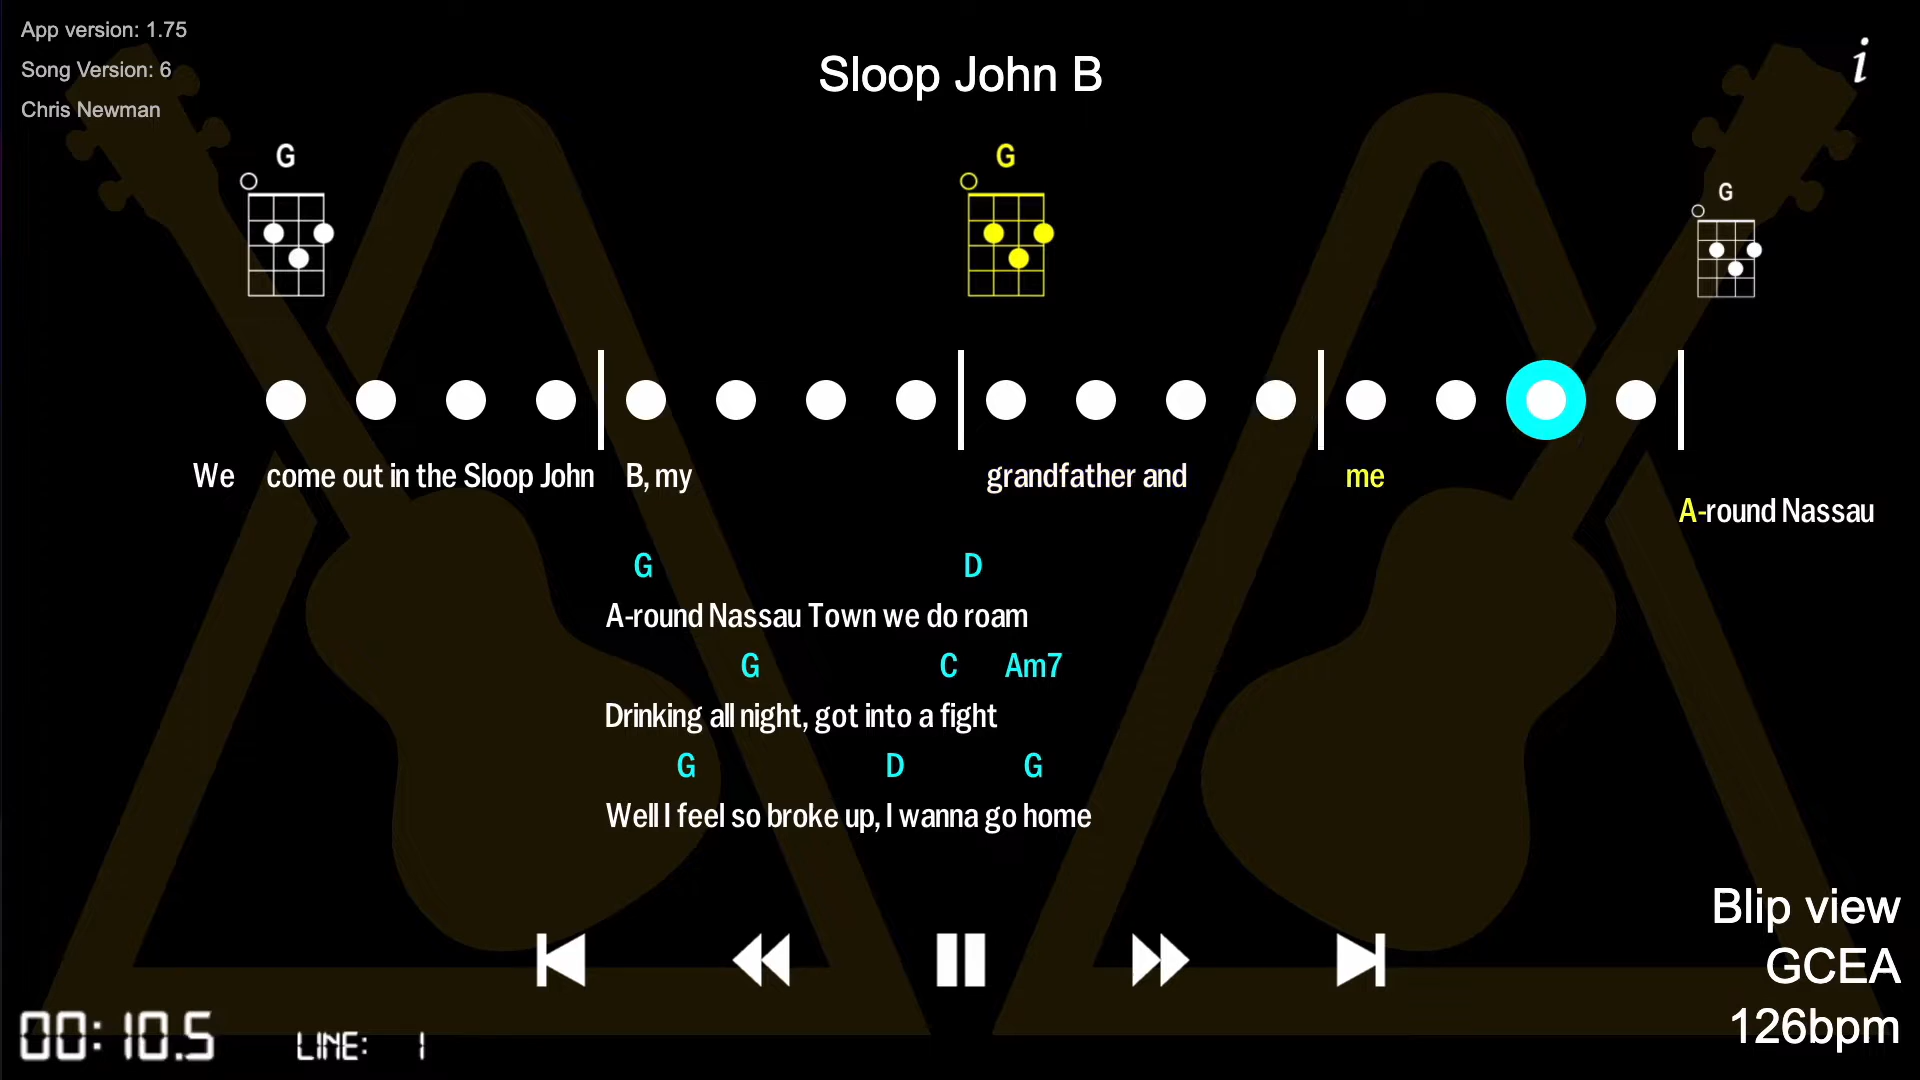 App version: 1.75
Song Version: 6
Chris Newman
Sloop John B
i
G G G
We come out in the Sloop John B, my grandfather and me
A-round Nassau
G D
A-round Nassau Town we do roam
G C Am7
Drinking all night, got into a fight
G D G
Well I feel so broke up, I wanna go home
Blip view
GCEA
126bpm
00:10.5 LINE: 1